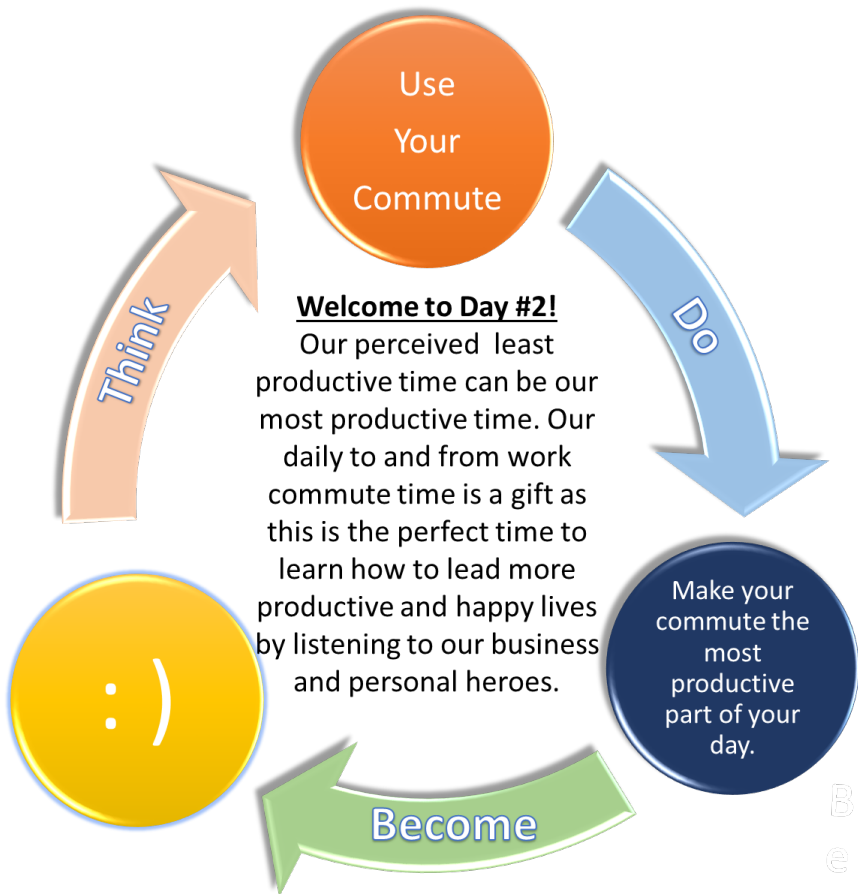 Use
Your
Commute
Do
Think
Welcome to Day #2!
Our perceived  least
productive time can be our
most productive time. Our
daily to and from work
commute time is a gift as
this is the perfect time to
learn how to lead more
productive and happy lives
by listening to our business
and personal heroes.
Make your
commute the
most
productive
part of your
day.
: )
Become
B
e